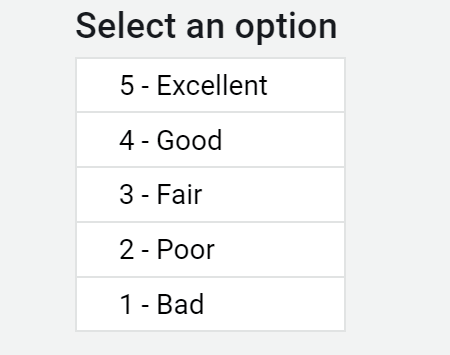 Select an option
5 - Excellent
4 - Good
3 - Fair
2 - Poor
1 - Bad